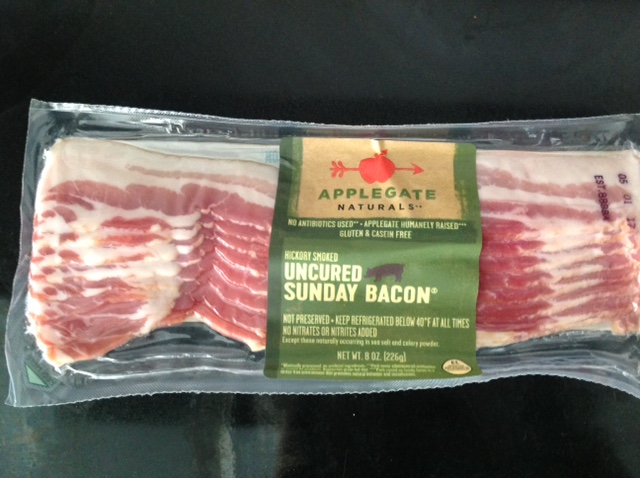 APPLEGATE
NATURALS
NO ANTIBIOTICS USED** • APPLEGATE HUMANELY RAISED***
GLUTEN & CASEIN FREE
HICKORY SMOKED
UNCURED
SUNDAY BACON®
NOT PRESERVED • KEEP REFRIGERATED BELOW 40°F AT ALL TIMES
NO NITRATES OR NITRITES ADDED
Except those naturally occurring in sea salt and celery powder.
NET WT. 8 OZ. (226g)